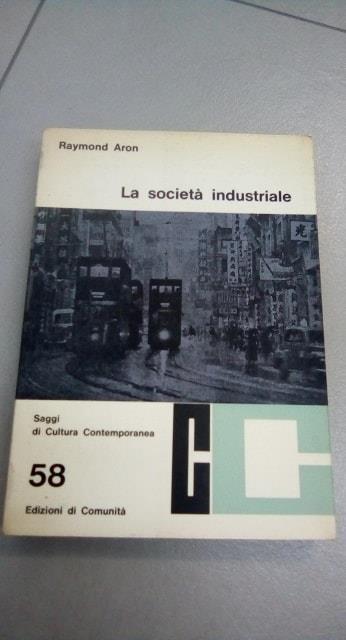 Raymond Aron
La società industriale
Saggi
di Cultura Contemporanea
58
Edizioni di Comunità